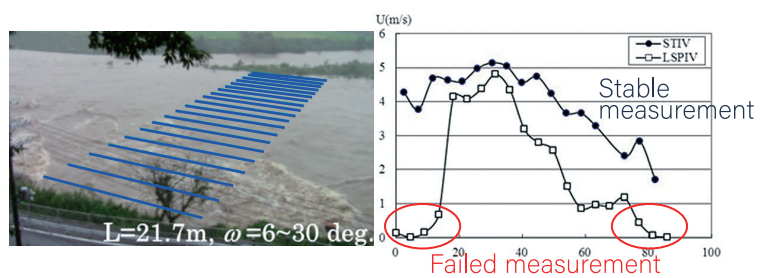 L=21.7m, ω=6~30 deg.
U(m/s)
6
5
4
3
2
1
0
0 20 40 60 80 100
STIV
LSPIV
Stable
measurement
Failed measurement